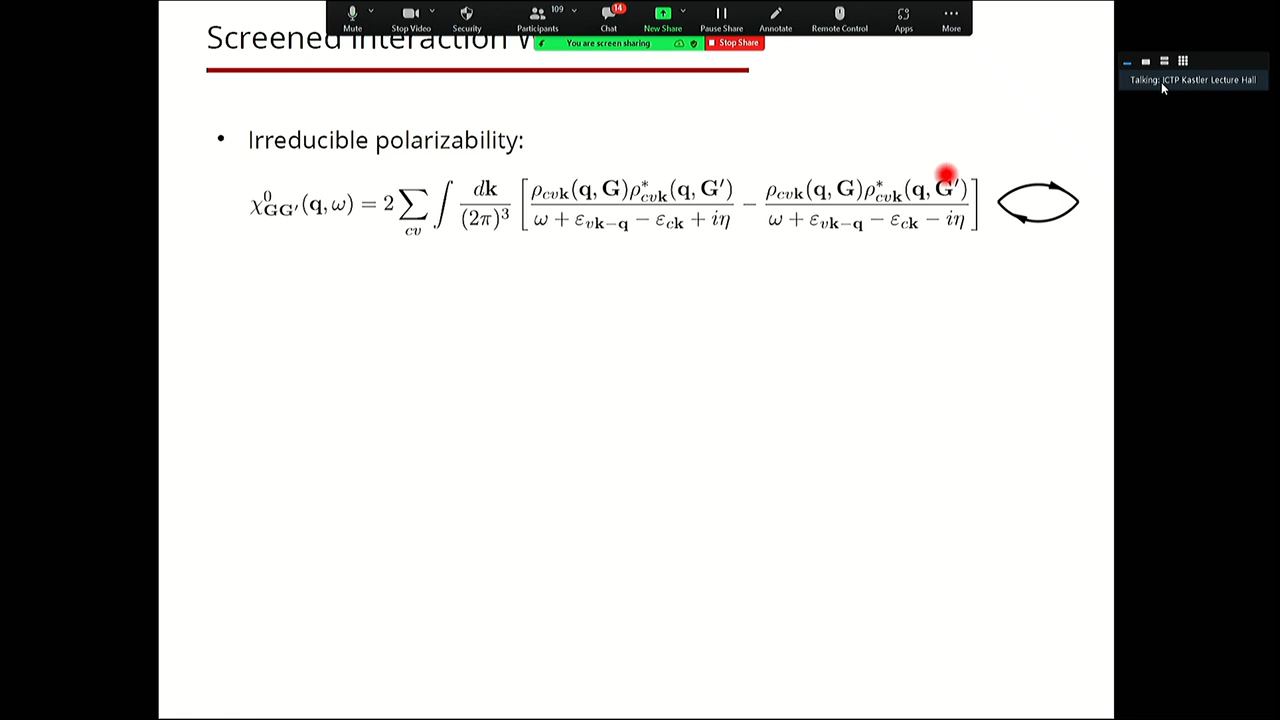 Mute
Stop Video
Security
Participants
109
Chat
14
New Share
Pause Share
Annotate
Remote Control
Apps
More
You are screen sharing
Stop Share
Talking: ICTP Kastler Lecture Hall
Screened Interaction W
• Irreducible polarizability:
χ⁰_GG′(q, ω) = 2 ∑_cv ∫ dk/(2π)³ [ ρ_cvk(q, G)ρ*_cvk(q, G′) / (ω + ε_vk−q − ε_ck + iη) − ρ_cvk(q, G)ρ*_cvk(q, G′) / (ω + ε_vk−q − ε_ck − iη) ]